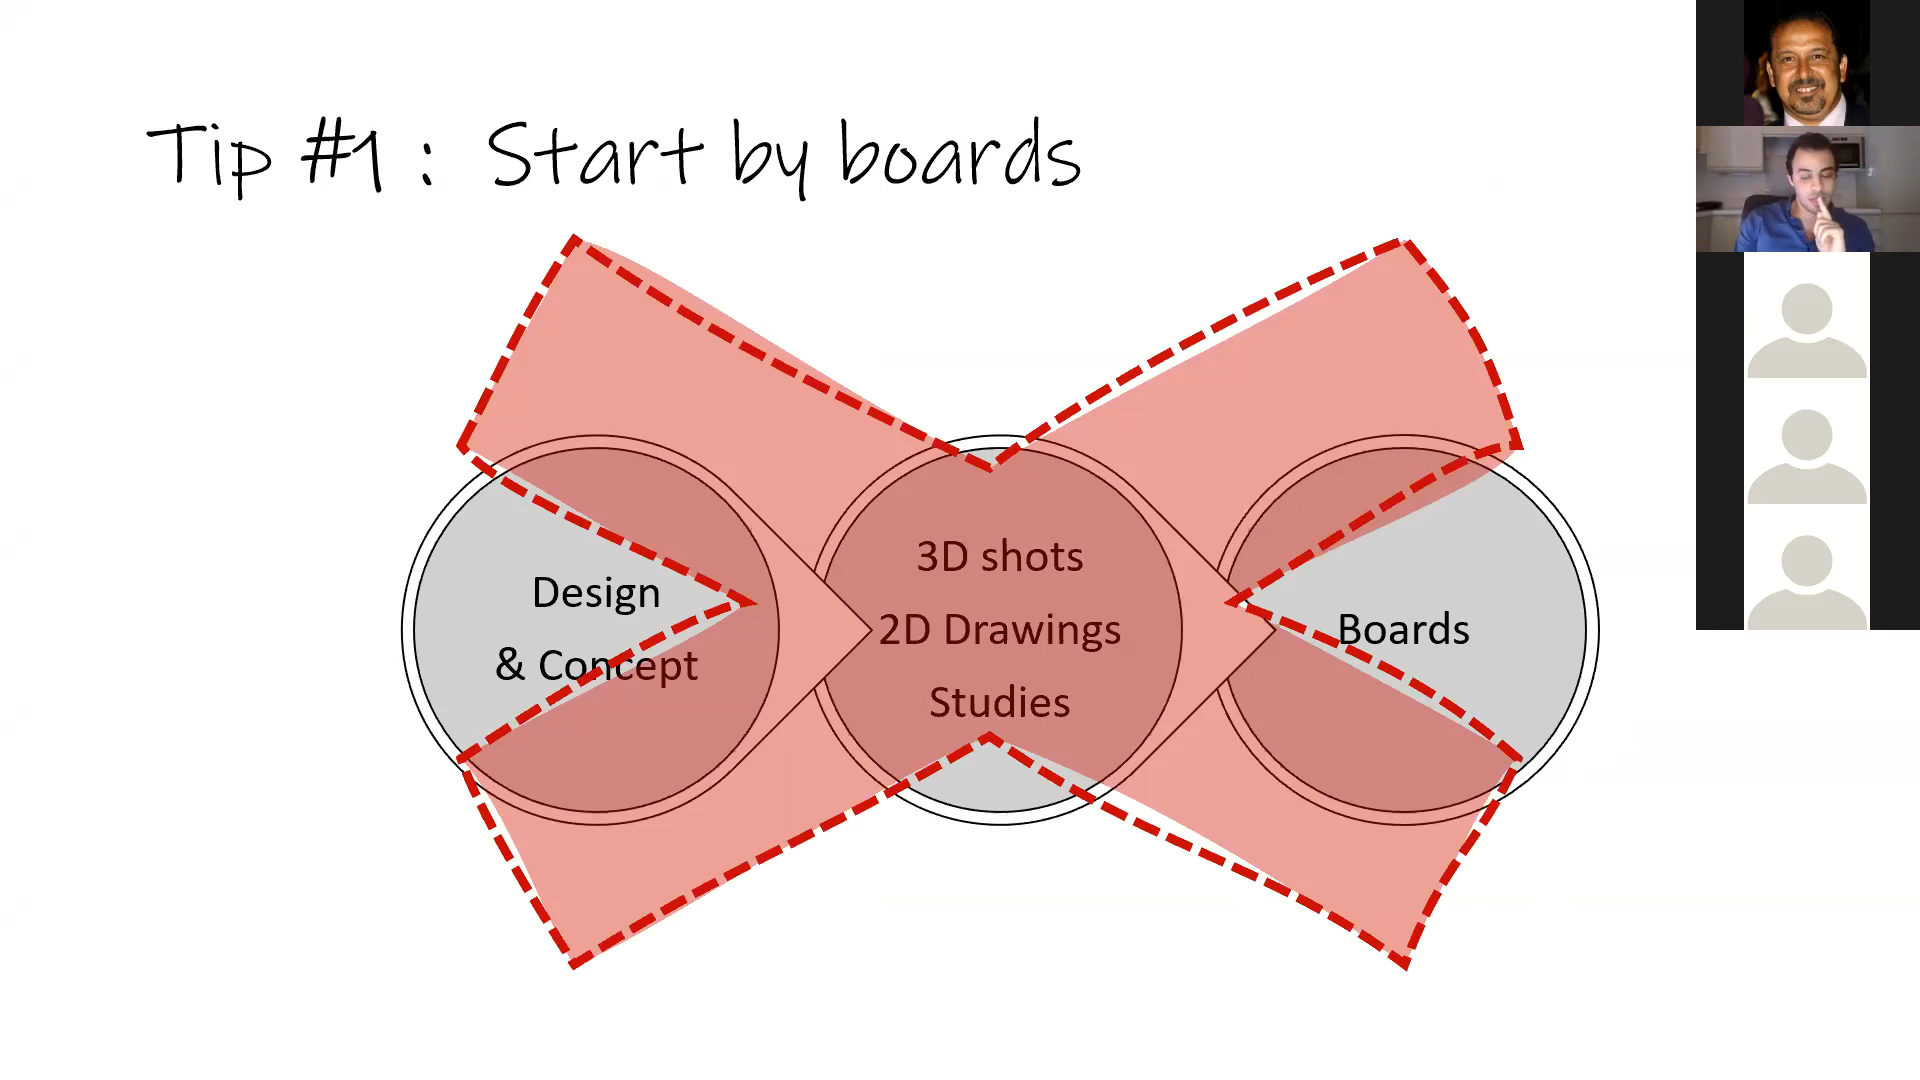 Tip #1 : Start by boards
Design
& Concept
3D shots
2D Drawings
Studies
Boards